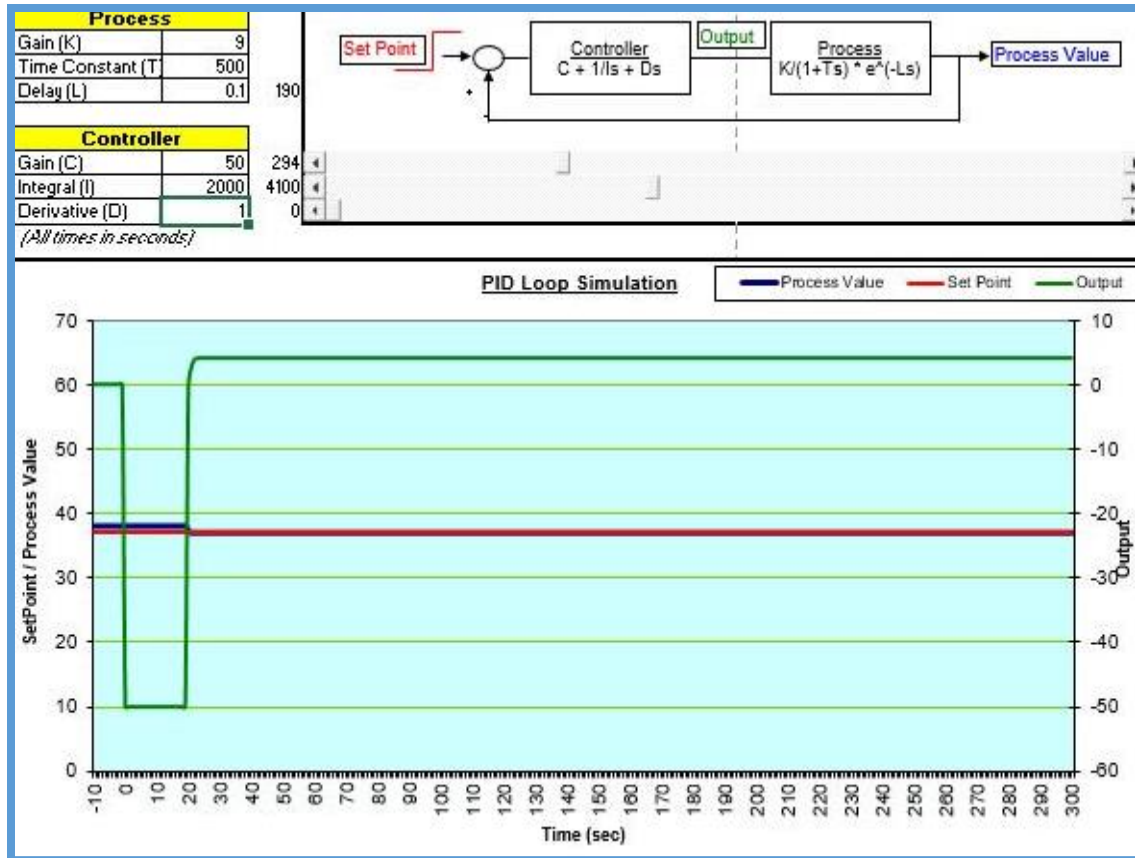 Process
Gain (K) 9
Time Constant (T 500
Delay (L) 0.1 190
Controller
Gain (C) 50 294
Integral (I) 2000 4100
Derivative (D) 1 0
(All times in seconds)
Set Point
Controller
C + 1/Is + Ds
Output
Process
K/(1+Ts) * e^(-Ls)
Process Value
+
-
PID Loop Simulation
Process Value Set Point Output
SetPoint / Process Value
70
60
50
40
30
20
10
0
10
0
-10
-20
-30
-40
-50
-60
Output
-10 0 10 20 30 40 50 60 70 80 90 100 110 120 130 140 150 160 170 180 190 200 210 220 230 240 250 260 270 280 290 300
Time (sec)